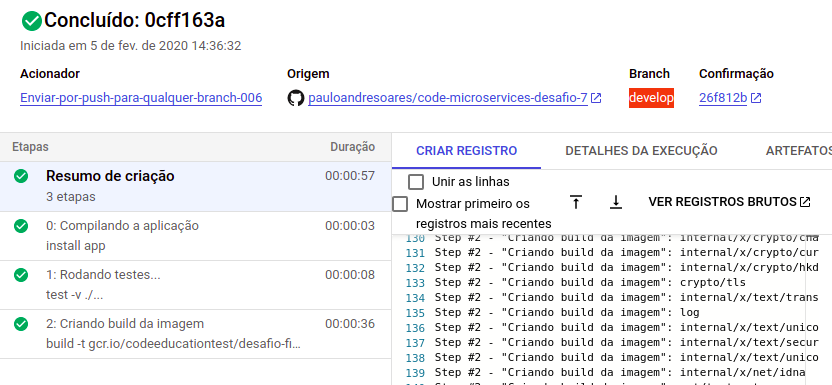 Concluído: 0cff163a
Iniciada em 5 de fev. de 2020 14:36:32
Acionador Origem Branch Confirmação
Enviar-por-push-para-qualquer-branch-006 pauloandresoares/code-microservices-desafio-7 develop 26f812b
Etapas Duração
Resumo de criação 00:00:57
3 etapas
0: Compilando a aplicação 00:00:03
install app
1: Rodando testes... 00:00:08
test -v ./...
2: Criando build da imagem 00:00:36
build -t gcr.io/codeeducationtest/desafio-fi...
CRIAR REGISTRO DETALHES DA EXECUÇÃO ARTEFATOS
Unir as linhas
Mostrar primeiro os
registros mais recentes
VER REGISTROS BRUTOS
130 Step #2 - "Criando build da imagem": internal/x/crypto/cha
131 Step #2 - "Criando build da imagem": internal/x/crypto/cur
132 Step #2 - "Criando build da imagem": internal/x/crypto/hkd
133 Step #2 - "Criando build da imagem": crypto/tls
134 Step #2 - "Criando build da imagem": internal/x/text/trans
135 Step #2 - "Criando build da imagem": log
136 Step #2 - "Criando build da imagem": internal/x/text/unico
137 Step #2 - "Criando build da imagem": internal/x/text/secur
138 Step #2 - "Criando build da imagem": internal/x/text/unico
139 Step #2 - "Criando build da imagem": internal/x/net/idna